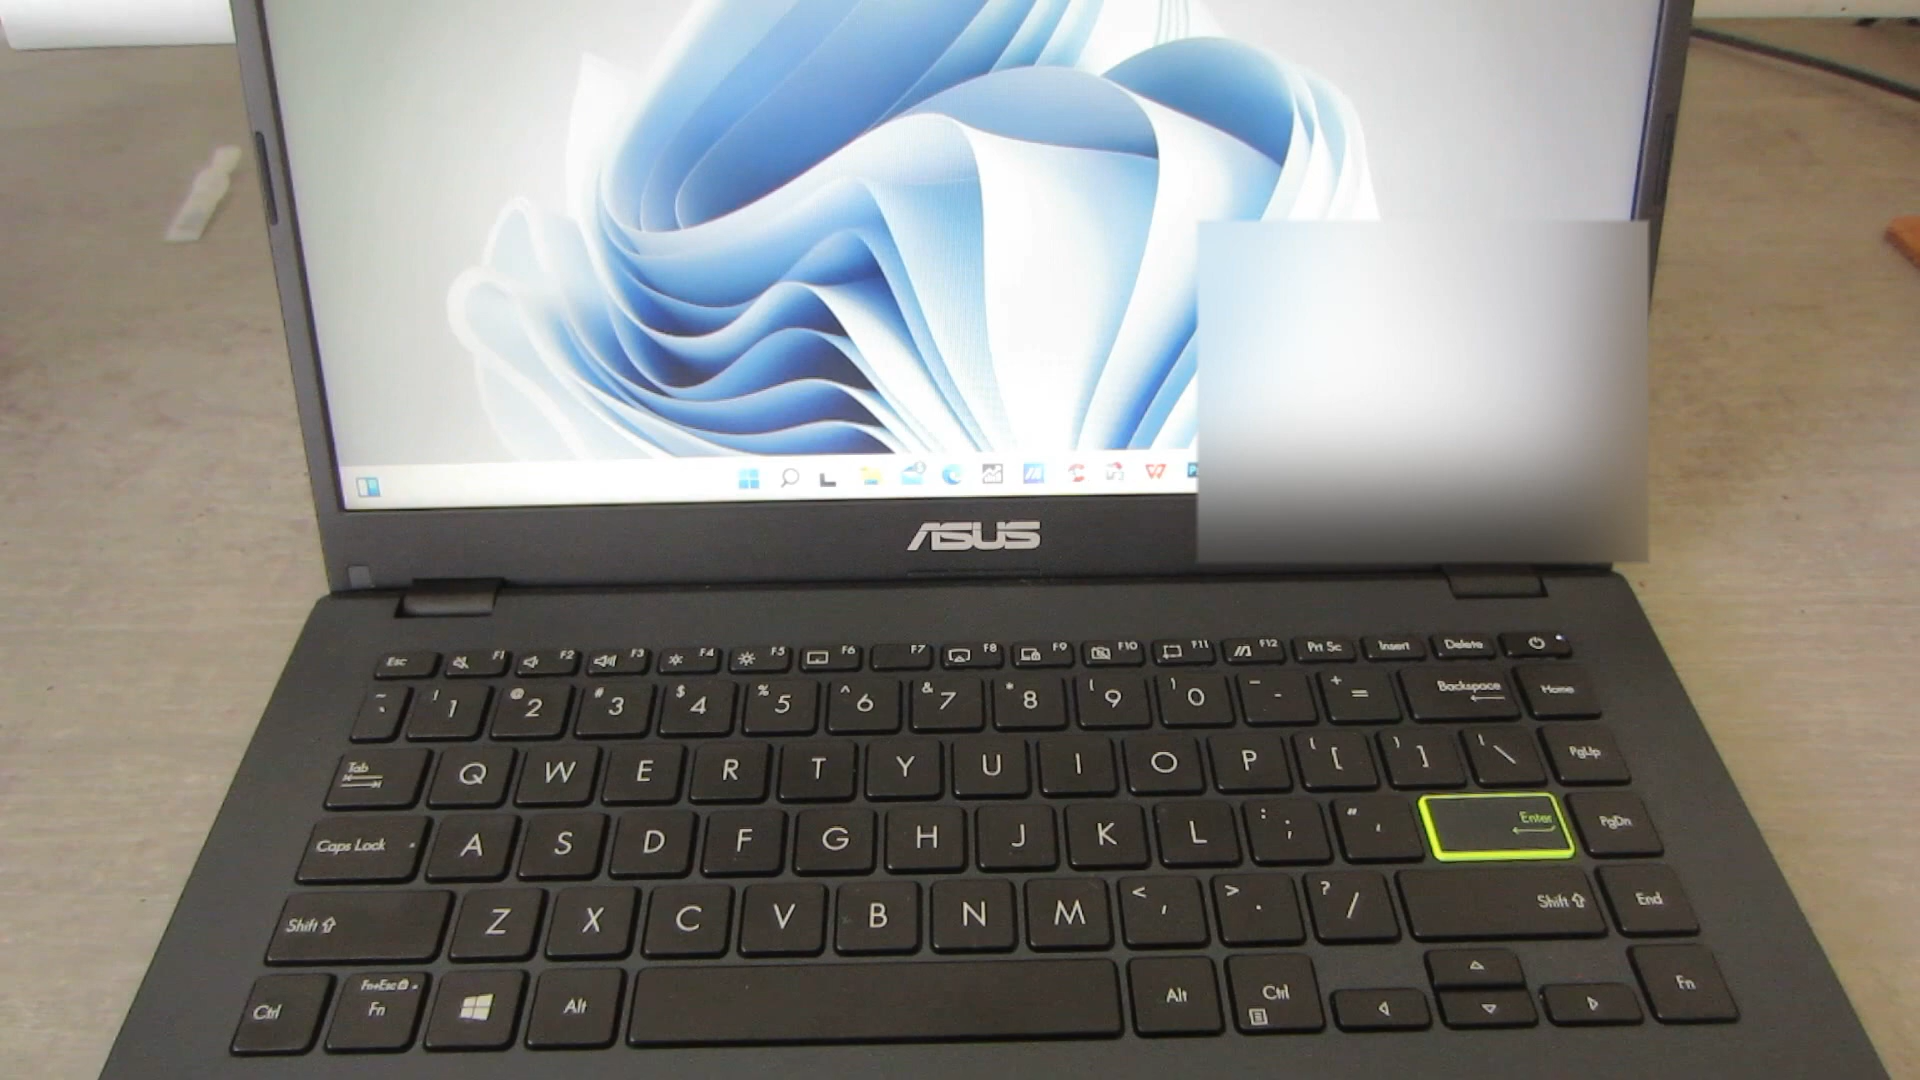 ASUS
Esc F1 F2 F3 F4 F5 F6 F7 F8 F9 F10 F11 F12 Prt Sc Insert Delete
~ ` ! 1 @ 2 # 3 $ 4 % 5 ^ 6 & 7 * 8 ( 9 ) 0 _ - + = Backspace Home
Tab Q W E R T Y U I O P { [ } ] | \ PgUp
Caps Lock A S D F G H J K L : ; " ' Enter PgDn
Shift Z X C V B N M < , > . ? / Shift End
Ctrl Fn+Esc Fn Alt Alt Ctrl Fn